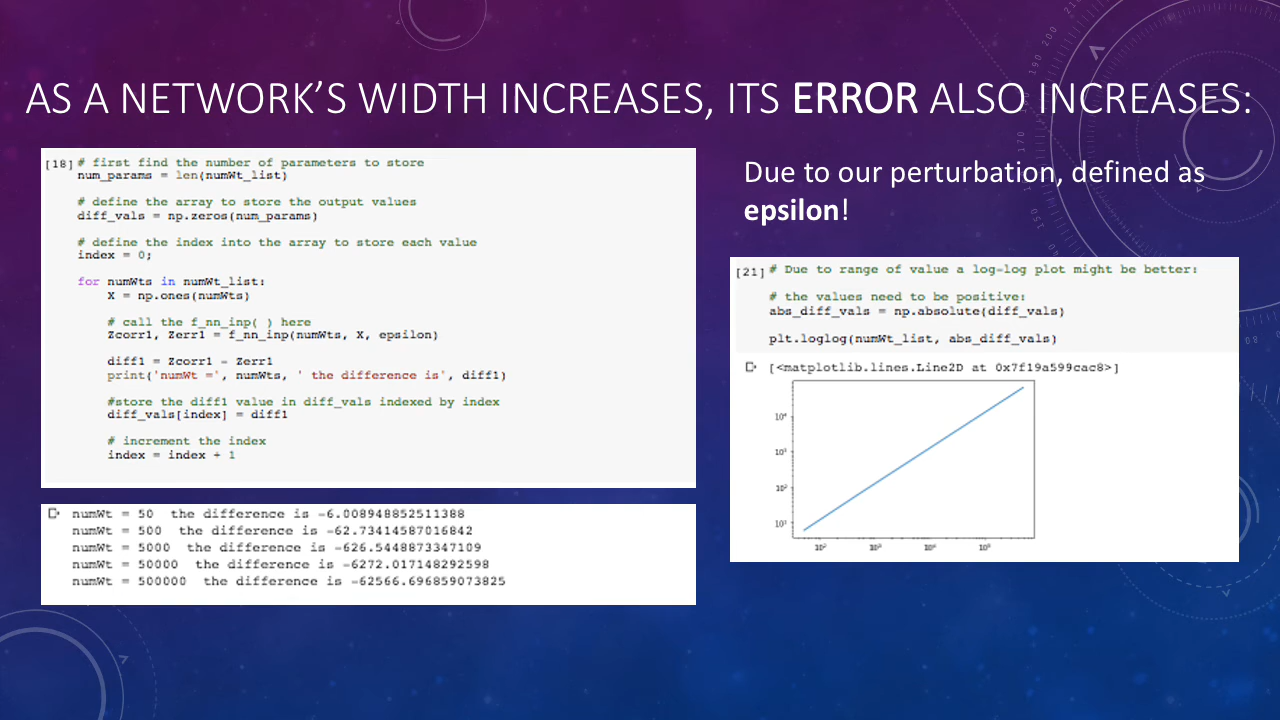 AS A NETWORK'S WIDTH INCREASES, ITS ERROR ALSO INCREASES:
[18] # first find the number of parameters to store
num_params = len(numWt_list)
# define the array to store the output values
diff_vals = np.zeros(num_params)
# define the index into the array to store each value
index = 0;
for numWts in numWt_list:
X = np.ones(numWts)
# call the f_nn_inp( ) here
Zcorr1, Zerr1 = f_nn_inp(numWts, X, epsilon)
diff1 = Zcorr1 - Zerr1
print('numWt =', numWts, ' the difference is', diff1)
#store the diff1 value in diff_vals indexed by index
diff_vals[index] = diff1
# increment the index
index = index + 1
numWt = 50 the difference is -6.008948852511388
numWt = 500 the difference is -62.73414587016842
numWt = 5000 the difference is -626.5448873347109
numWt = 50000 the difference is -6272.017148292598
numWt = 500000 the difference is -62566.696859073825
Due to our perturbation, defined as
epsilon!
[21] # Due to range of value a log-log plot might be better:
# the values need to be positive:
abs_diff_vals = np.absolute(diff_vals)
plt.loglog(numWt_list, abs_diff_vals)
[<matplotlib.lines.Line2D at 0x7f19a599cac8>]
10⁴
10³
10²
10¹
10² 10³ 10⁴ 10⁵